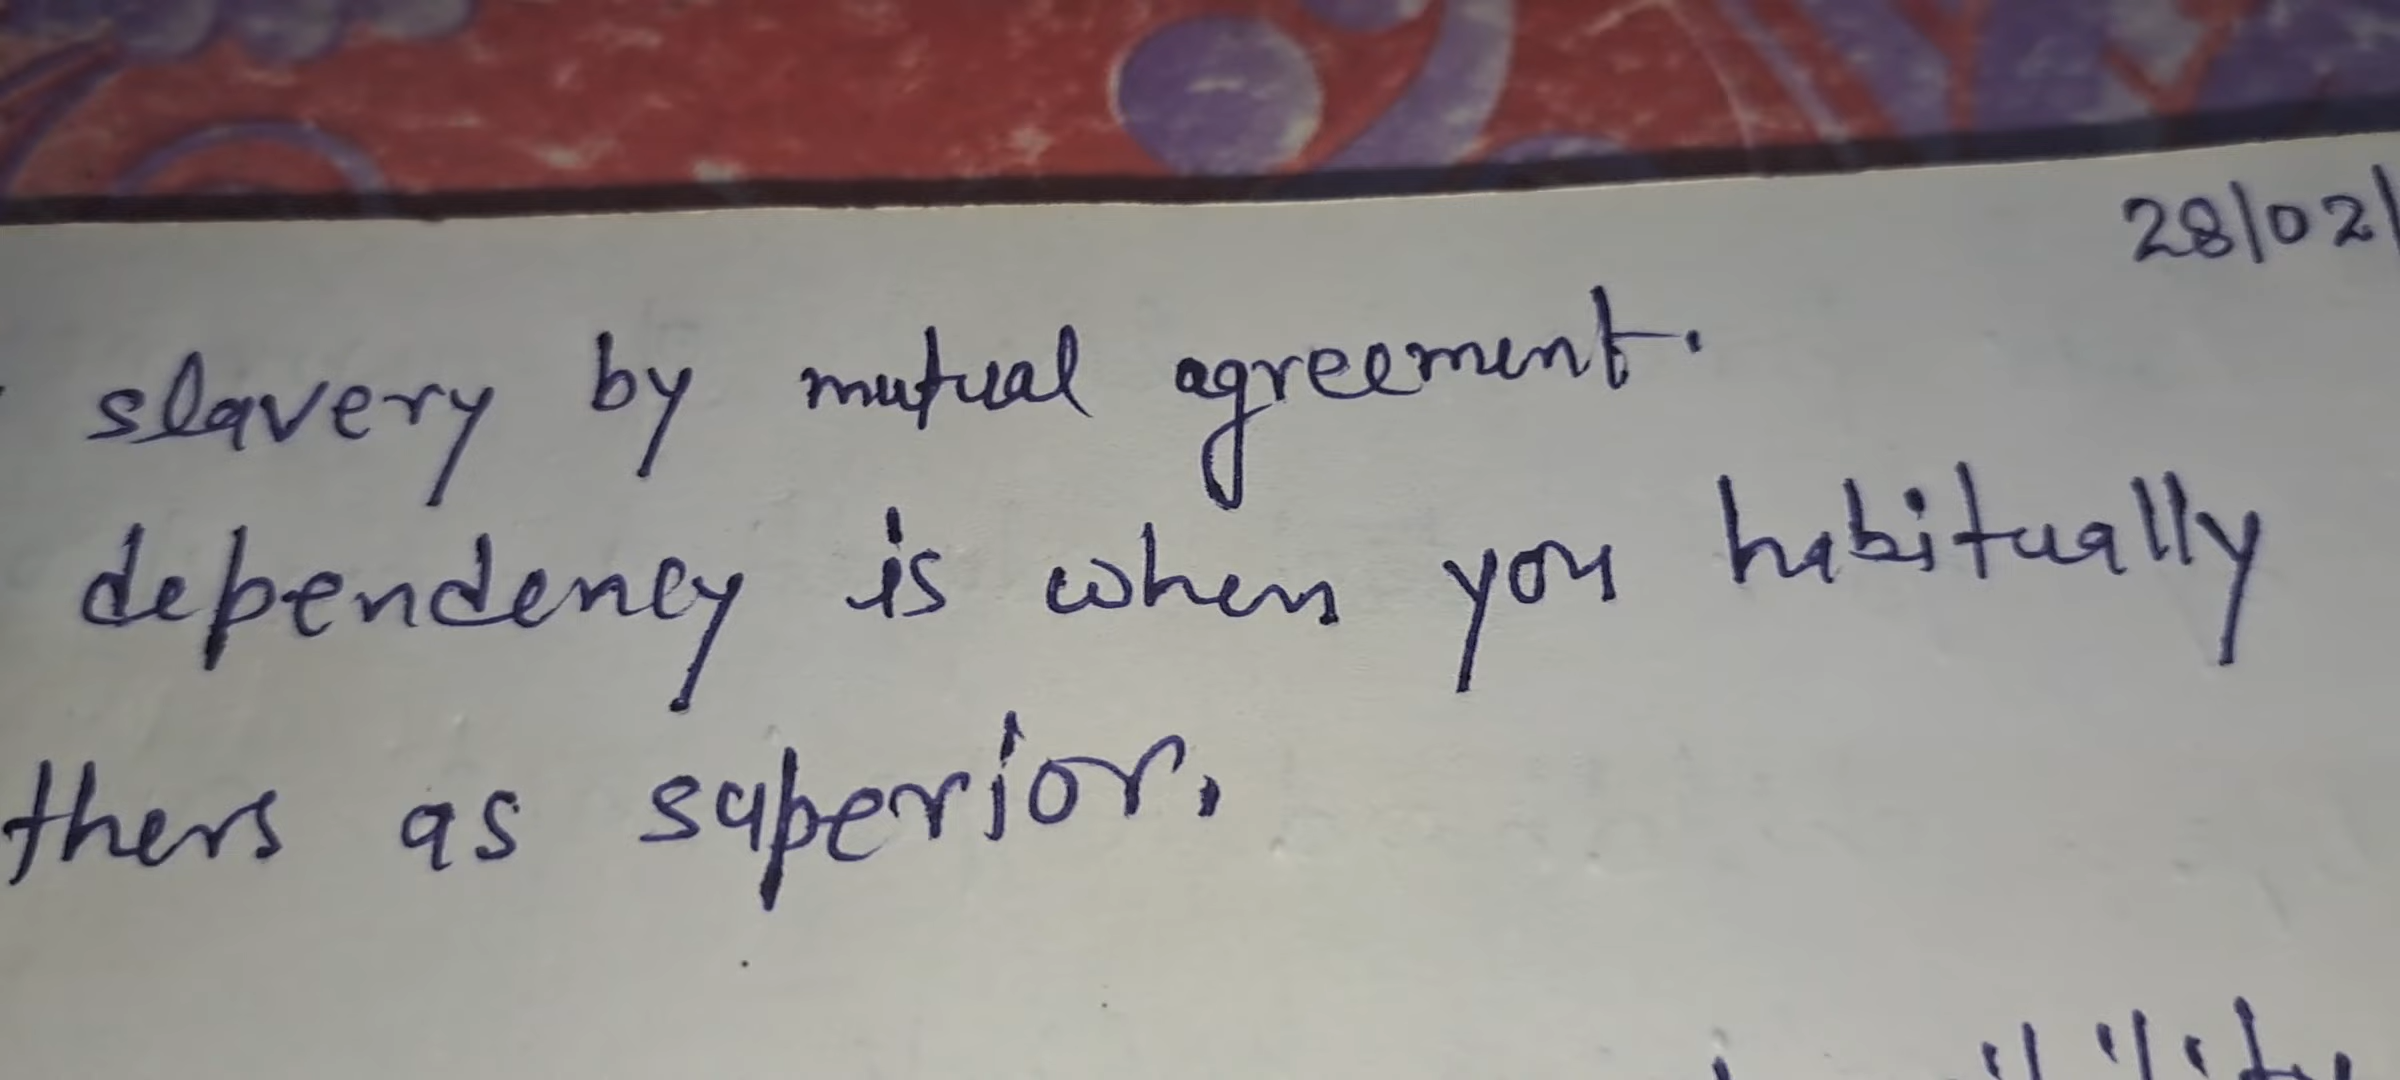 28/02/
slavery by mutual agreement.
dependency is when you habitually
thers as superior.